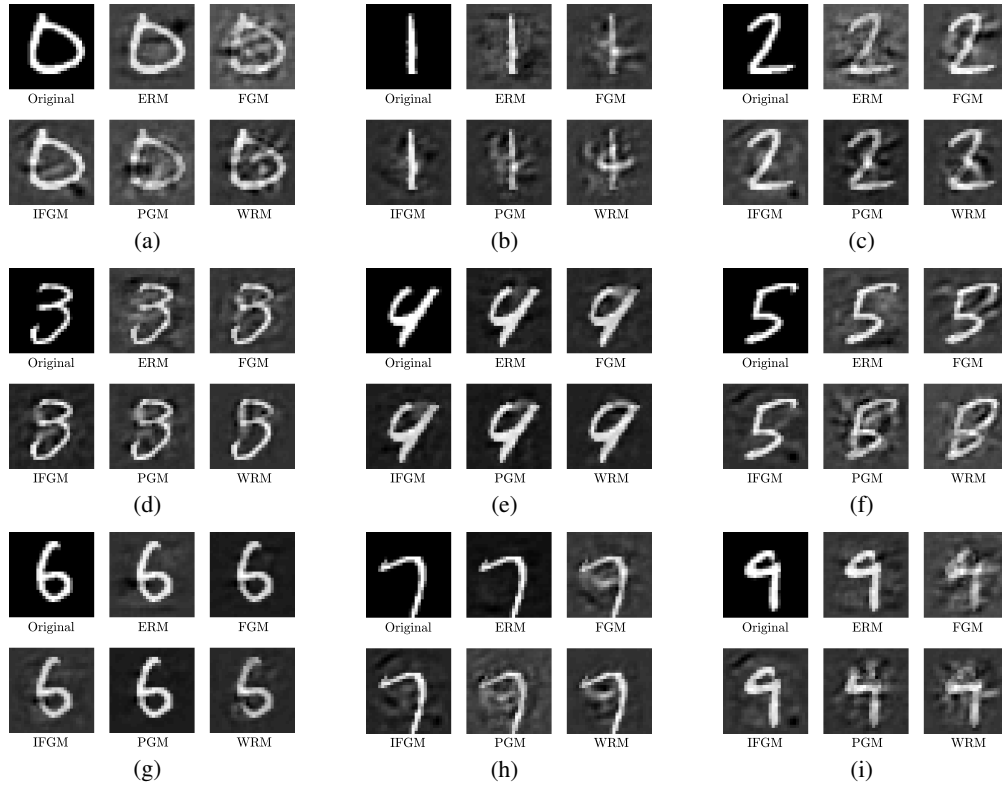 Original ERM FGM Original ERM FGM Original ERM FGM
IFGM PGM WRM IFGM PGM WRM IFGM PGM WRM
(a) (b) (c)
Original ERM FGM Original ERM FGM Original ERM FGM
IFGM PGM WRM IFGM PGM WRM IFGM PGM WRM
(d) (e) (f)
Original ERM FGM Original ERM FGM Original ERM FGM
IFGM PGM WRM IFGM PGM WRM IFGM PGM WRM
(g) (h) (i)